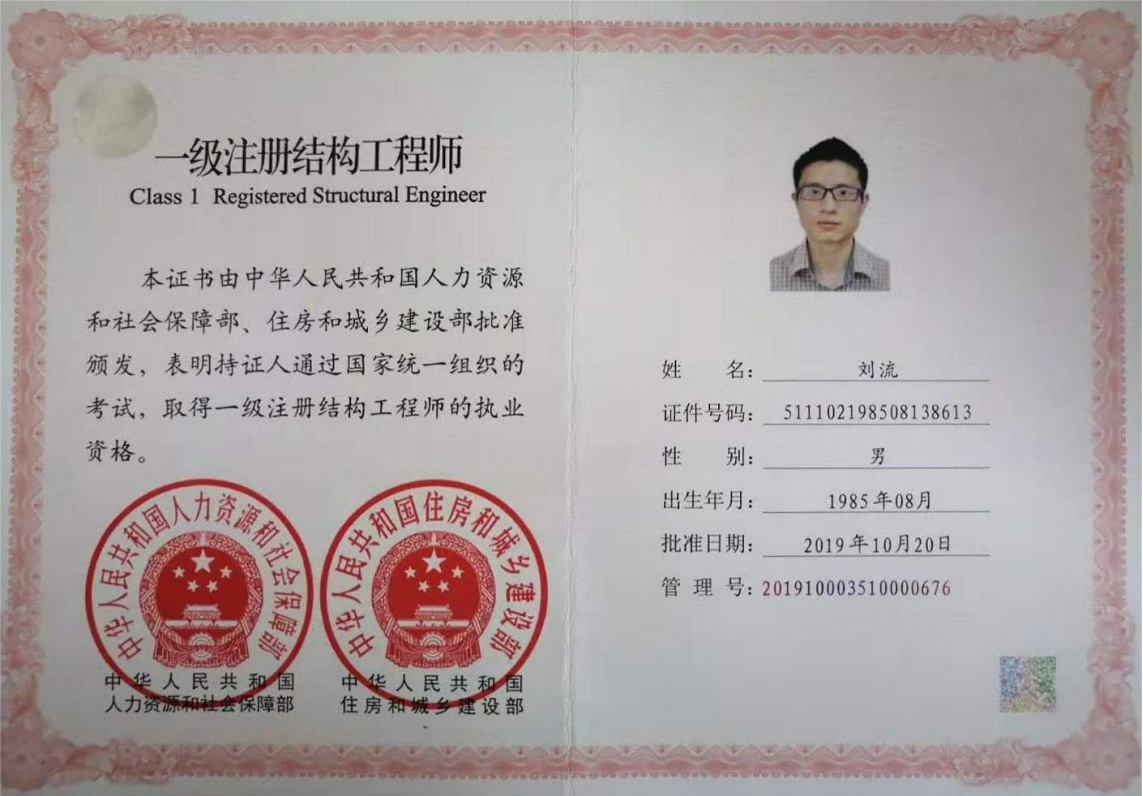 一级注册结构工程师
Class 1 Registered Structural Engineer
本证书由中华人民共和国人力资源
和社会保障部、住房和城乡建设部批准
颁发，表明持证人通过国家统一组织的
考试，取得一级注册结构工程师的执业
资格。
中华人民共和国人力资源和社会保障部
中华人民共和国住房和城乡建设部
中华人民共和国
人力资源和社会保障部
中华人民共和国
住房和城乡建设部
姓 名：刘流
证件号码：511102198508138613
性 别：男
出生年月：1985年08月
批准日期：2019年10月20日
管 理 号：201910003510000676